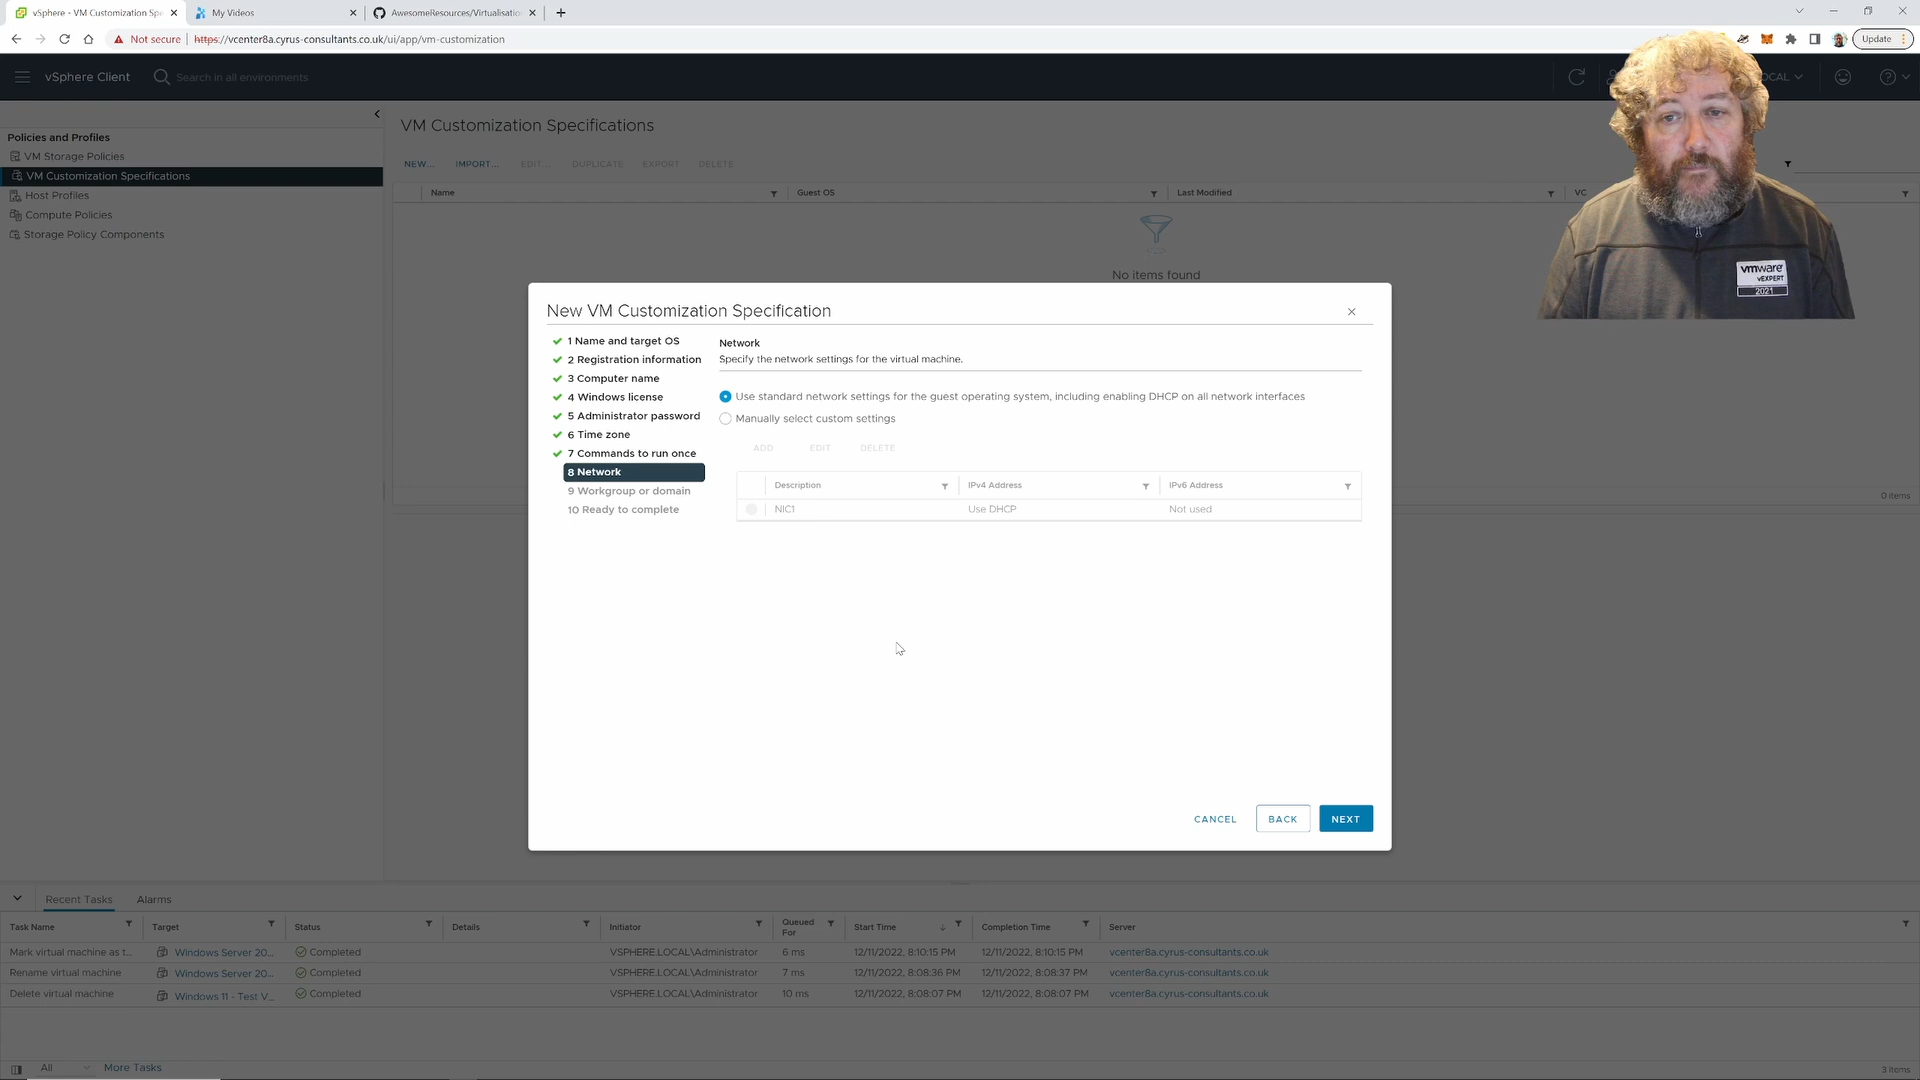 vSphere - VM Customization Spe
My Videos
AwesomeResources/Virtualisatio
Not secure
https://vcenter8a.cyrus-consultants.co.uk/ui/app/vm-customization
Update
vSphere Client
Search in all environments
OCAL
Policies and Profiles
VM Storage Policies
VM Customization Specifications
Host Profiles
Compute Policies
Storage Policy Components
VM Customization Specifications
NEW...
IMPORT...
EDIT...
DUPLICATE
EXPORT
DELETE
Name
Guest OS
Last Modified
VC
No items found
0 items
vmware
vEXPERT
2021
New VM Customization Specification
1 Name and target OS
2 Registration information
3 Computer name
4 Windows license
5 Administrator password
6 Time zone
7 Commands to run once
8 Network
9 Workgroup or domain
10 Ready to complete
Network
Specify the network settings for the virtual machine.
Use standard network settings for the guest operating system, including enabling DHCP on all network interfaces
Manually select custom settings
ADD
EDIT
DELETE
Description
IPv4 Address
IPv6 Address
NIC1
Use DHCP
Not used
CANCEL
BACK
NEXT
Recent Tasks
Alarms
Task Name
Target
Status
Details
Initiator
Queued
For
Start Time
Completion Time
Server
Mark virtual machine as t...
Windows Server 20...
Completed
VSPHERE.LOCAL\Administrator
6 ms
12/11/2022, 8:10:15 PM
12/11/2022, 8:10:15 PM
vcenter8a.cyrus-consultants.co.uk
Rename virtual machine
Windows Server 20...
Completed
VSPHERE.LOCAL\Administrator
7 ms
12/11/2022, 8:08:36 PM
12/11/2022, 8:08:37 PM
vcenter8a.cyrus-consultants.co.uk
Delete virtual machine
Windows 11 - Test V...
Completed
VSPHERE.LOCAL\Administrator
10 ms
12/11/2022, 8:08:07 PM
12/11/2022, 8:08:07 PM
vcenter8a.cyrus-consultants.co.uk
All
More Tasks
3 items